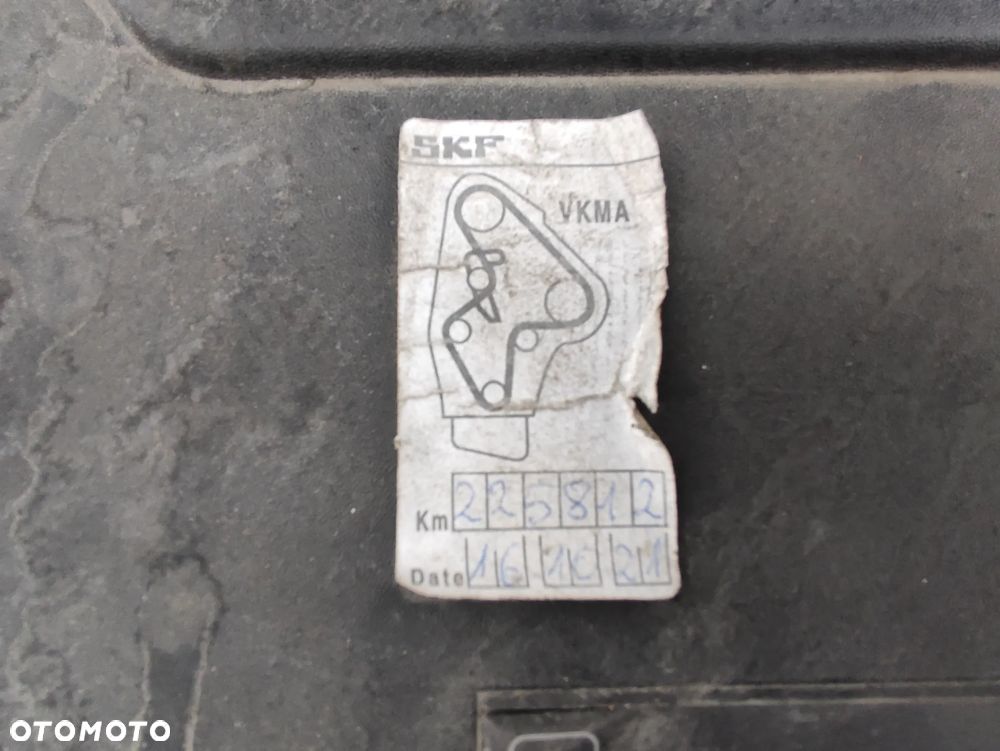 SKF
VKMA
Km 225812
Date 16 10 21
OTOMOTO